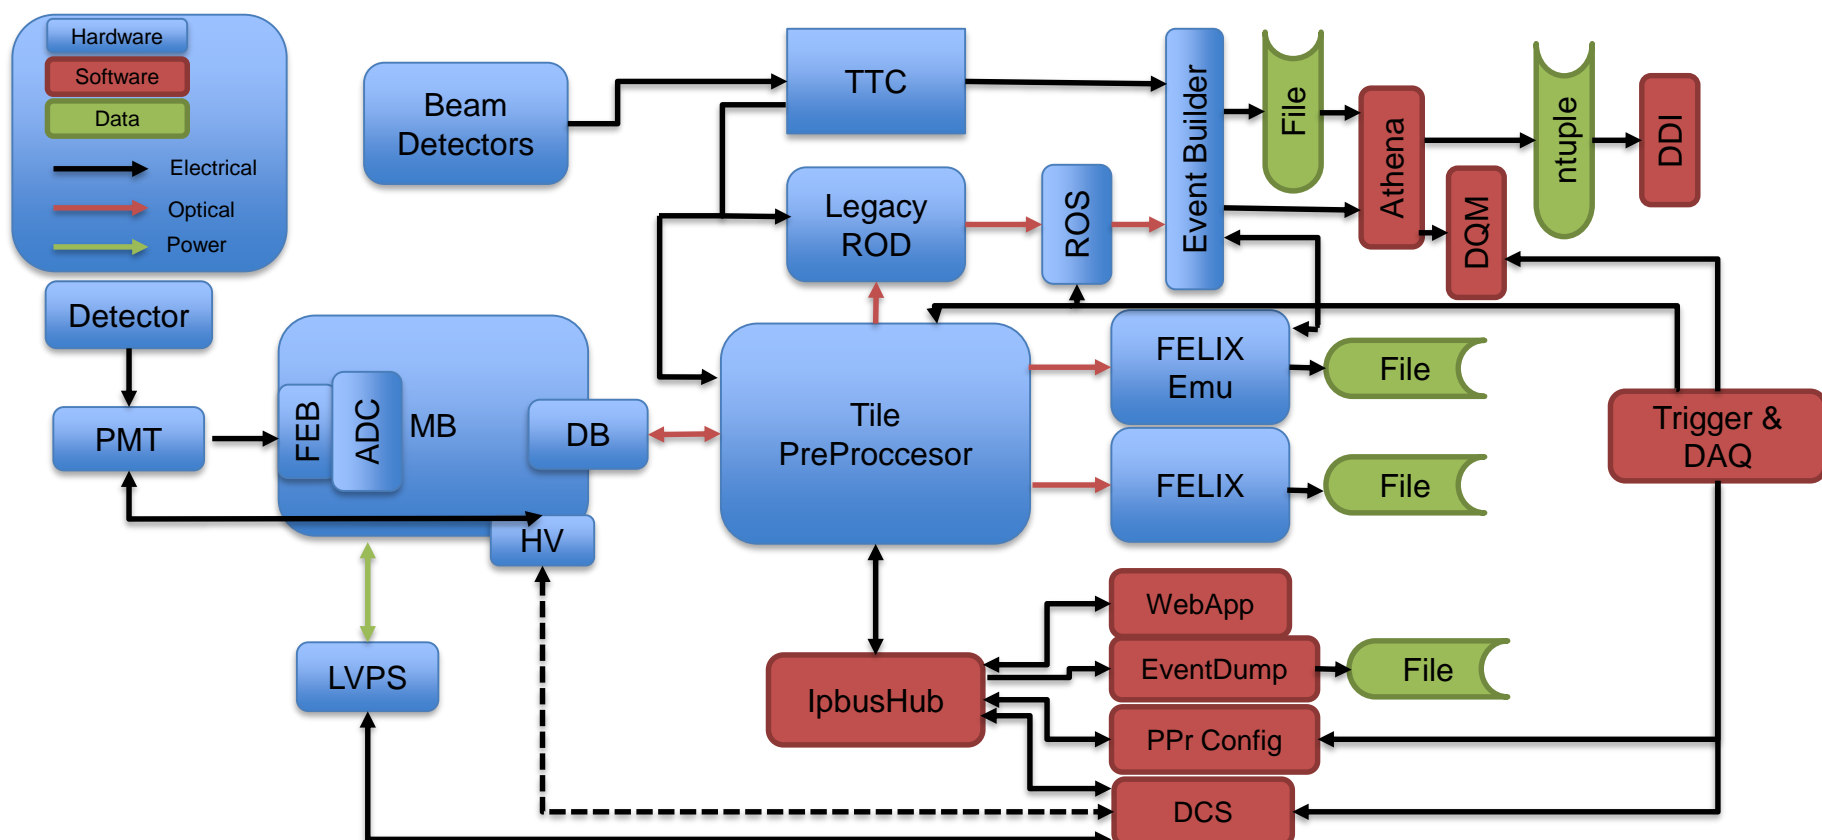 Hardware
Software
Data
Electrical
Optical
Power
Beam
Detectors
TTC
Event Builder
File
Athena
ntuple
DDI
DQM
Legacy
ROD
ROS
Detector
PMT
FEB
ADC
MB
DB
HV
LVPS
Tile
PreProccesor
FELIX
Emu
File
FELIX
File
Trigger &
DAQ
IpbusHub
WebApp
EventDump
File
PPr Config
DCS